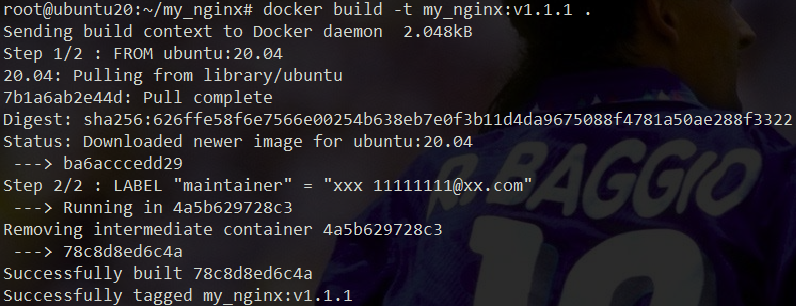 root@ubuntu20:~/my_nginx# docker build -t my_nginx:v1.1.1 .
Sending build context to Docker daemon  2.048kB
Step 1/2 : FROM ubuntu:20.04
20.04: Pulling from library/ubuntu
7b1a6ab2e44d: Pull complete
Digest: sha256:626ffe58f6e7566e00254b638eb7e0f3b11d4da9675088f4781a50ae288f3322
Status: Downloaded newer image for ubuntu:20.04
 ---> ba6acccedd29
Step 2/2 : LABEL "maintainer" = "xxx 11111111@xx.com"
 ---> Running in 4a5b629728c3
Removing intermediate container 4a5b629728c3
 ---> 78c8d8ed6c4a
Successfully built 78c8d8ed6c4a
Successfully tagged my_nginx:v1.1.1
R. BAGGIO
10